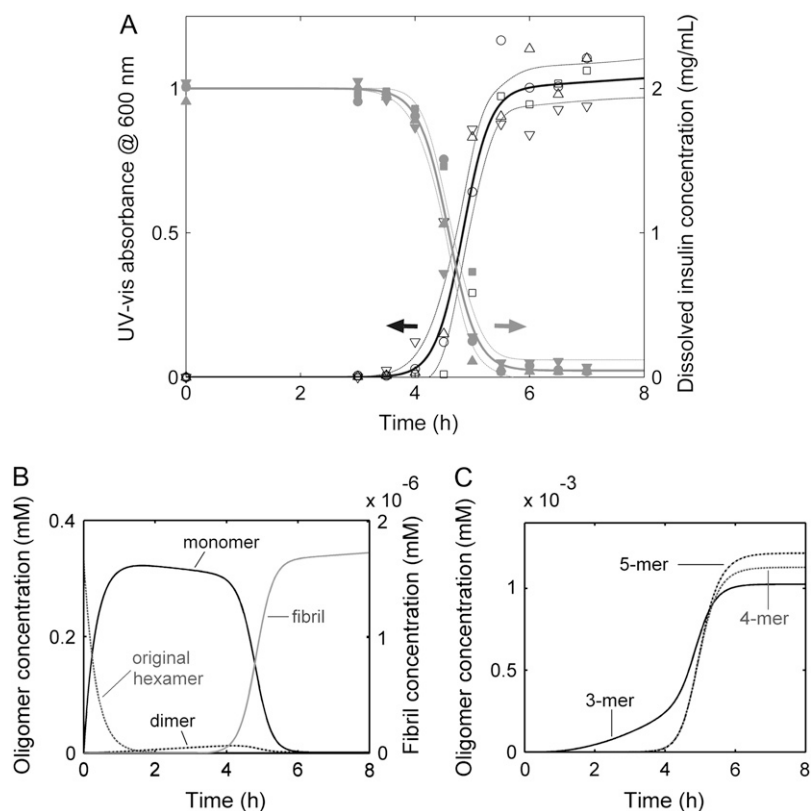 A
UV-vis absorbance @ 600 nm
1
0.5
0
2
1
0
Dissolved insulin concentration (mg/mL)
0 2 4 6 8
Time (h)
B
x 10^-6
Oligomer concentration (mM)
0.4
0.2
0
monomer
fibril
original
hexamer
dimer
2
1
0
Fibril concentration (mM)
0 2 4 6 8
Time (h)
C
x 10^-3
Oligomer concentration (mM)
1
0.5
0
5-mer
4-mer
3-mer
0 2 4 6 8
Time (h)